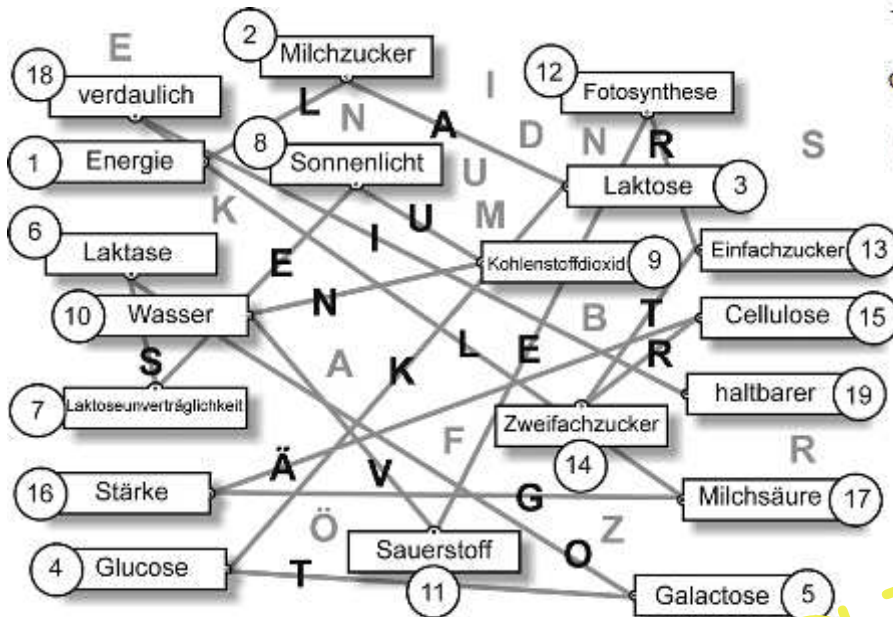 E
2 Milchzucker
18 verdaulich
I
12 Fotosynthese
L
N
A
D
N
R
S
1 Energie
8 Sonnenlicht
U
Laktose 3
K
M
6 Laktase
E
I
U
Kohlenstoffdioxid 9
Einfachzucker 13
10 Wasser
N
B
T
Cellulose 15
S
A
K
L
E
R
7 Laktoseunverträglichkeit
haltbarer 19
Zweifachzucker
14
F
R
Ä
V
16 Stärke
G
Milchsäure 17
Ö
Z
4 Glucose
T
Sauerstoff
11
O
Galactose 5